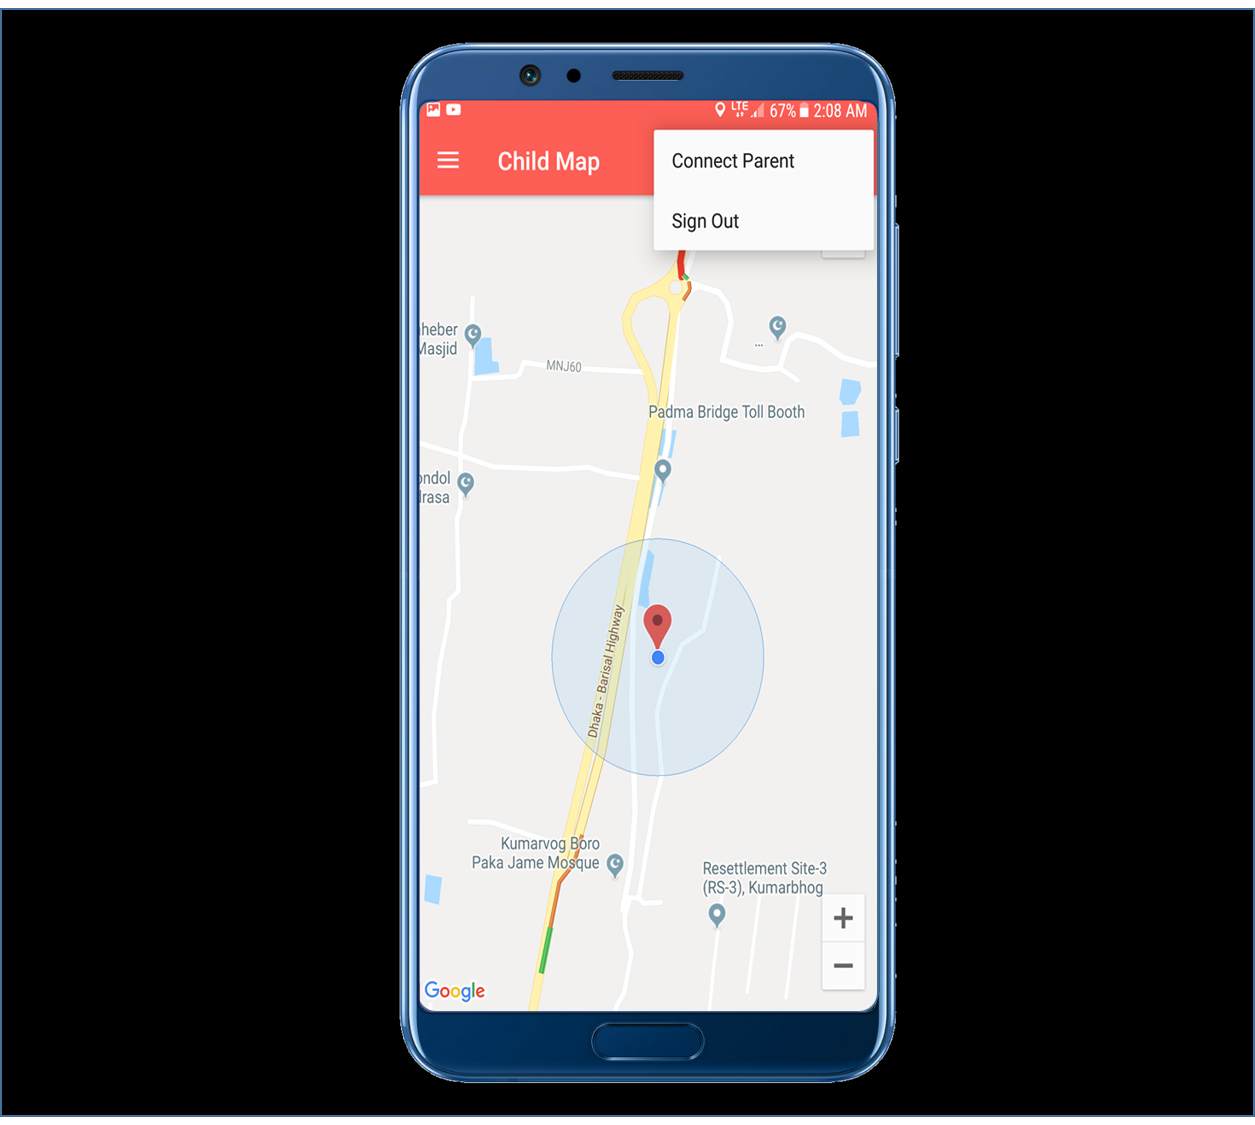 LTE 67% 2:08 AM
Child Map
Connect Parent
Sign Out
heber
Masjid
MNJ60
...
Padma Bridge Toll Booth
ondol
rasa
Dhaka - Barisal Highway
Kumarvog Boro
Paka Jame Mosque
Resettlement Site-3
(RS-3), Kumarbhog
+
−
Google